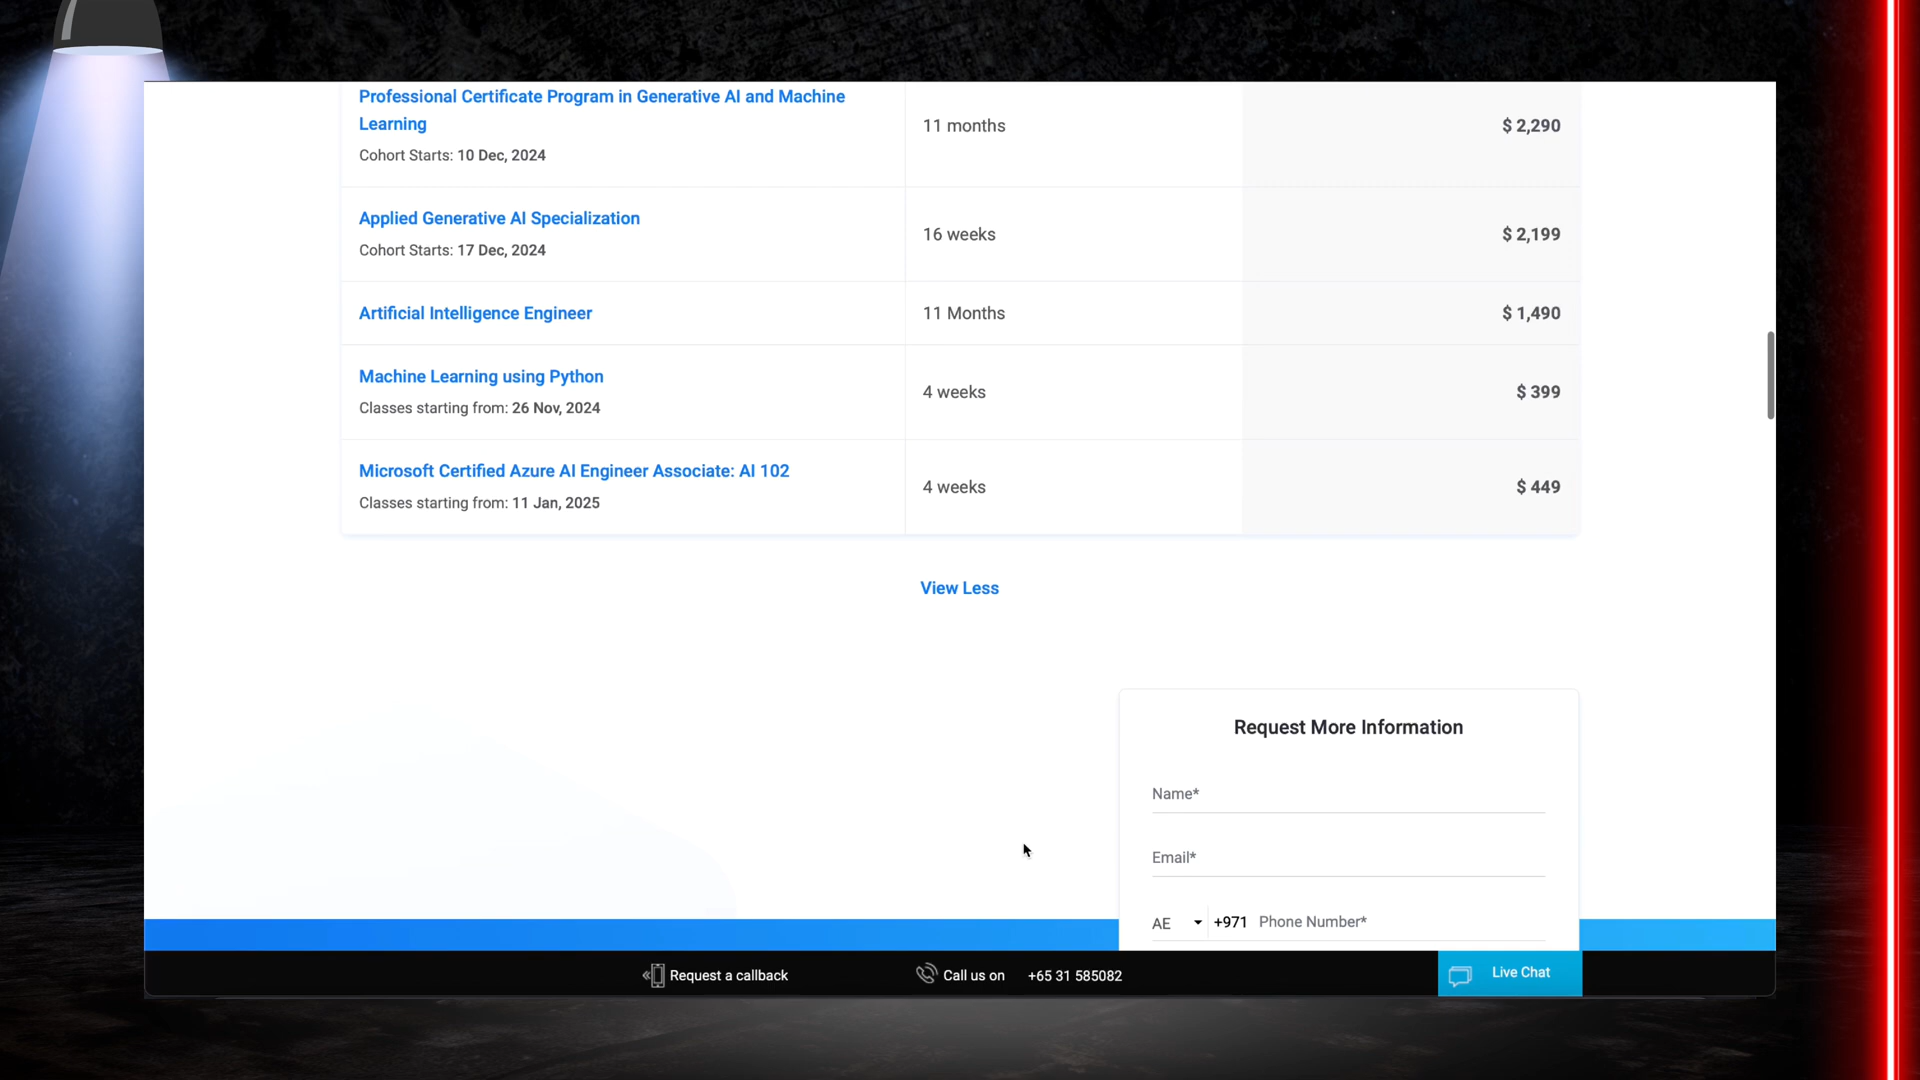 Professional Certificate Program in Generative AI and Machine
Learning
Cohort Starts: 10 Dec, 2024
11 months
$ 2,290
Applied Generative AI Specialization
Cohort Starts: 17 Dec, 2024
16 weeks
$ 2,199
Artificial Intelligence Engineer
11 Months
$ 1,490
Machine Learning using Python
Classes starting from: 26 Nov, 2024
4 weeks
$ 399
Microsoft Certified Azure AI Engineer Associate: AI 102
Classes starting from: 11 Jan, 2025
4 weeks
$ 449
View Less
Request More Information
Name*
Email*
AE +971 Phone Number*
Request a callback
Call us on +65 31 585082
Live Chat